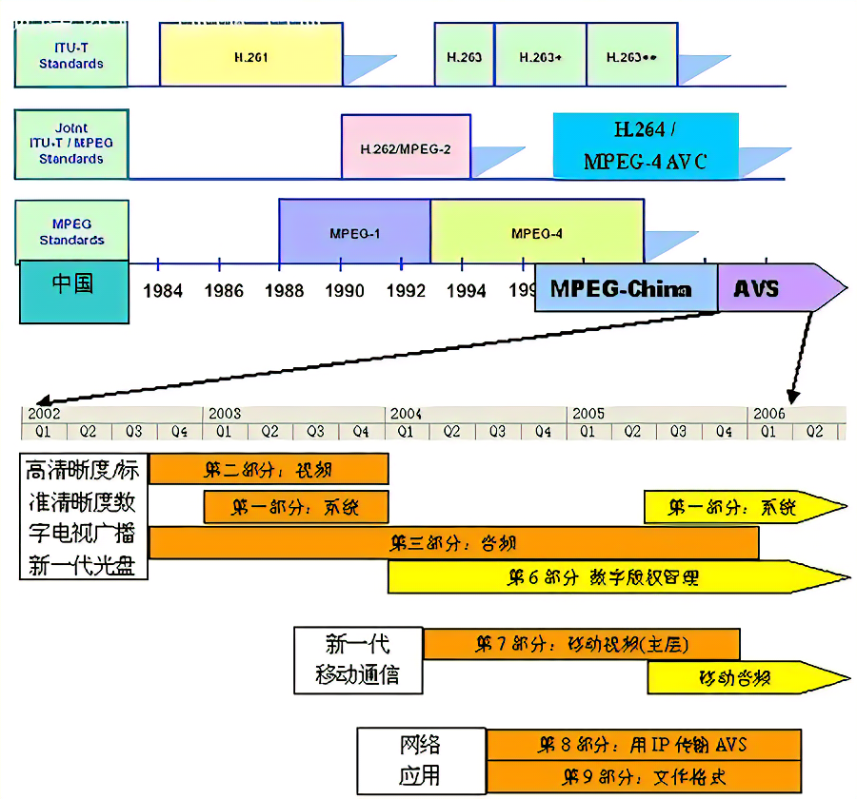 ITU-T
Standards
H.261
H.263
H.263+
H.263++
Joint
ITU-T / MPEG
Standards
H.262/MPEG-2
H.264 /
MPEG-4 AVC
MPEG
Standards
MPEG-1
MPEG-4
中国
1984 1986 1988 1990 1992 1994 199
MPEG-China
AVS
2002 2003 2004 2005 2006
Q1 Q2 Q3 Q4 Q1 Q2 Q3 Q4 Q1 Q2 Q3 Q4 Q1 Q2 Q3 Q4 Q1 Q2
高清晰度/标
准清晰度数
字电视广播
新一代光盘
第二部分：视频
第一部分：系统
第一部分：系统
第三部分：音频
第6部分 数字版权管理
新一代
移动通信
第7部分：移动视频(主层)
移动音频
网络
应用
第8部分：用IP传输AVS
第9部分：文件格式